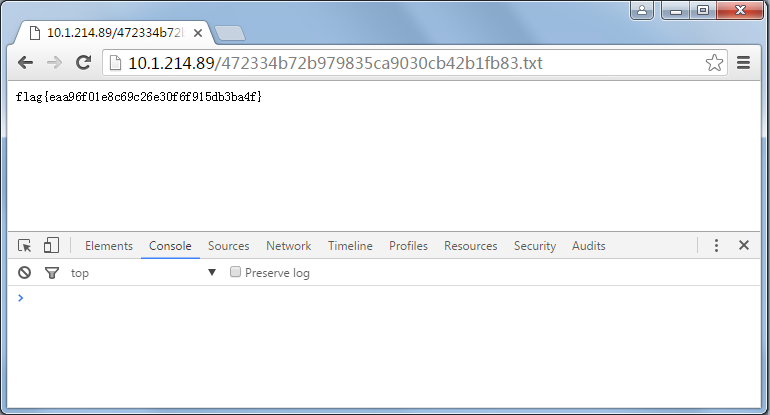 10.1.214.89/472334b72b
10.1.214.89/472334b72b979835ca9030cb42b1fb83.txt
flag{eaa96f01e8c69c26e30f6f915db3ba4f}
Elements Console Sources Network Timeline Profiles Resources Security Audits
top Preserve log
>